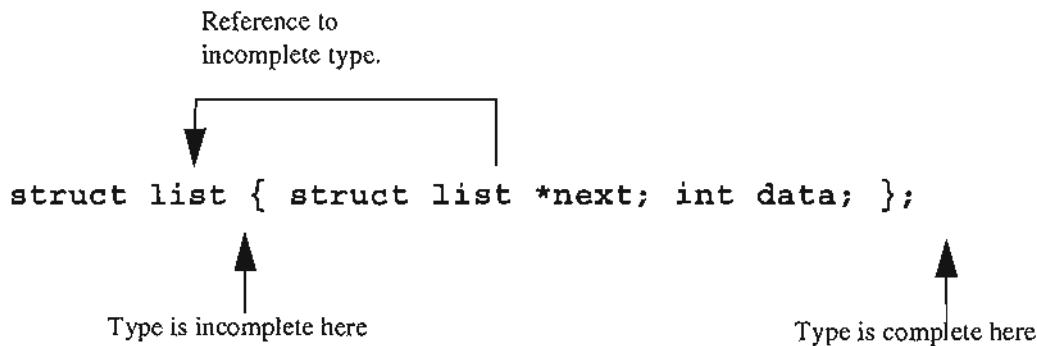 Reference to
incomplete type.
struct list { struct list *next; int data; };
Type is incomplete here
Type is complete here